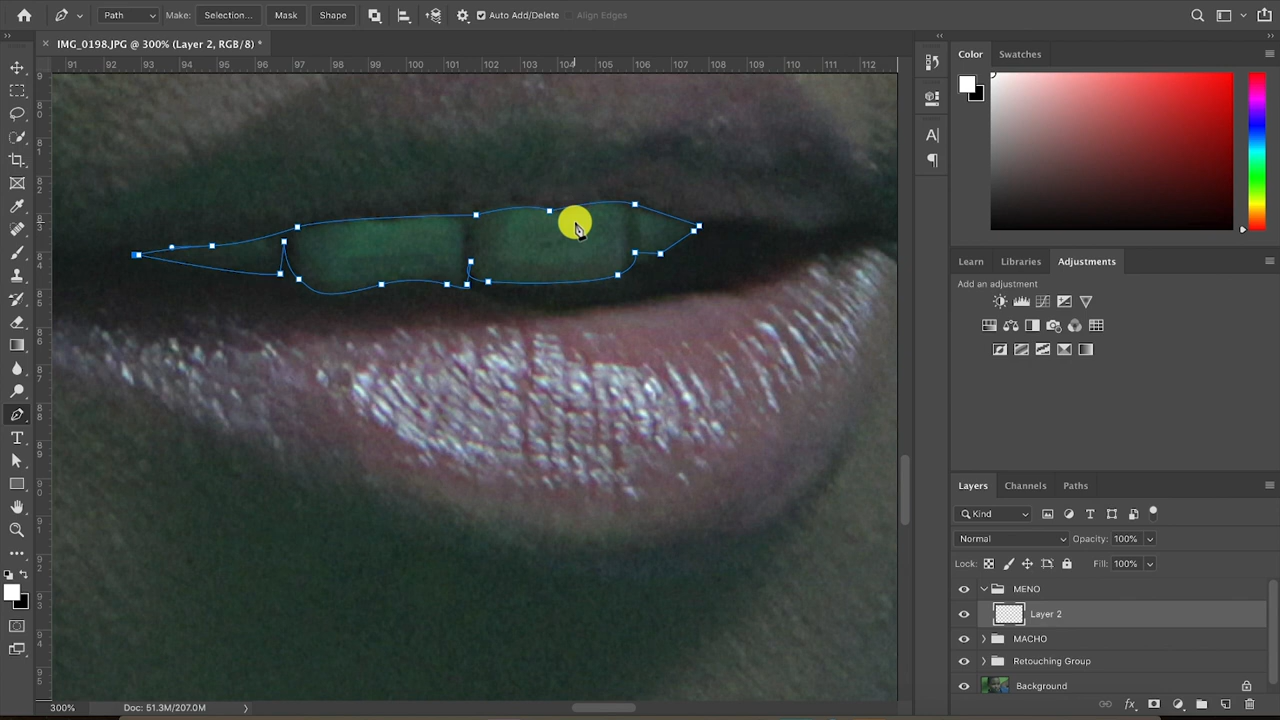 Path Make: Selection... Mask Shape Auto Add/Delete Align Edges
IMG_0198.JPG @ 300% (Layer 2, RGB/8) *
91 92 93 94 95 96 97 98 99 100 101 102 103 104 105 106 107 108 109 110 111 112
Color Swatches
Learn Libraries Adjustments
Add an adjustment
Layers Channels Paths
Kind
Normal Opacity: 100%
Lock: Fill: 100%
MENO
Layer 2
MACHO
Retouching Group
Background
300% Doc: 51.3M/207.0M